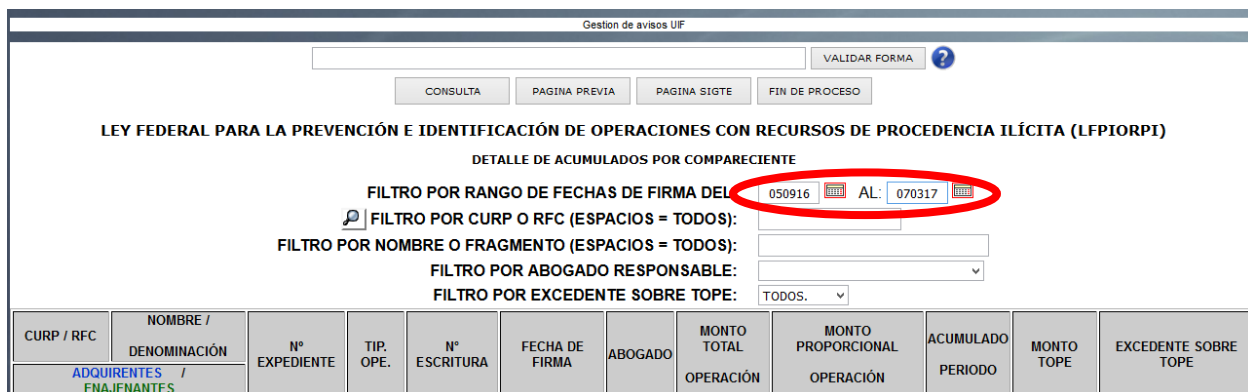 Gestion de avisos UIF
VALIDAR FORMA ?
CONSULTA PAGINA PREVIA PAGINA SIGTE FIN DE PROCESO
LEY FEDERAL PARA LA PREVENCIÓN E IDENTIFICACIÓN DE OPERACIONES CON RECURSOS DE PROCEDENCIA ILÍCITA (LFPIORPI)
DETALLE DE ACUMULADOS POR COMPARECIENTE
FILTRO POR RANGO DE FECHAS DE FIRMA DEL 050916 AL: 070317
FILTRO POR CURP O RFC (ESPACIOS = TODOS):
FILTRO POR NOMBRE O FRAGMENTO (ESPACIOS = TODOS):
FILTRO POR ABOGADO RESPONSABLE:
FILTRO POR EXCEDENTE SOBRE TOPE: TODOS.
CURP / RFC
NOMBRE /
DENOMINACIÓN
ADQUIRENTES /
ENAJENANTES
Nº
EXPEDIENTE
TIP.
OPE.
N°
ESCRITURA
FECHA DE
FIRMA
ABOGADO
MONTO
TOTAL
OPERACIÓN
MONTO
PROPORCIONAL
OPERACIÓN
ACUMULADO
PERIODO
MONTO
TOPE
EXCEDENTE SOBRE
TOPE